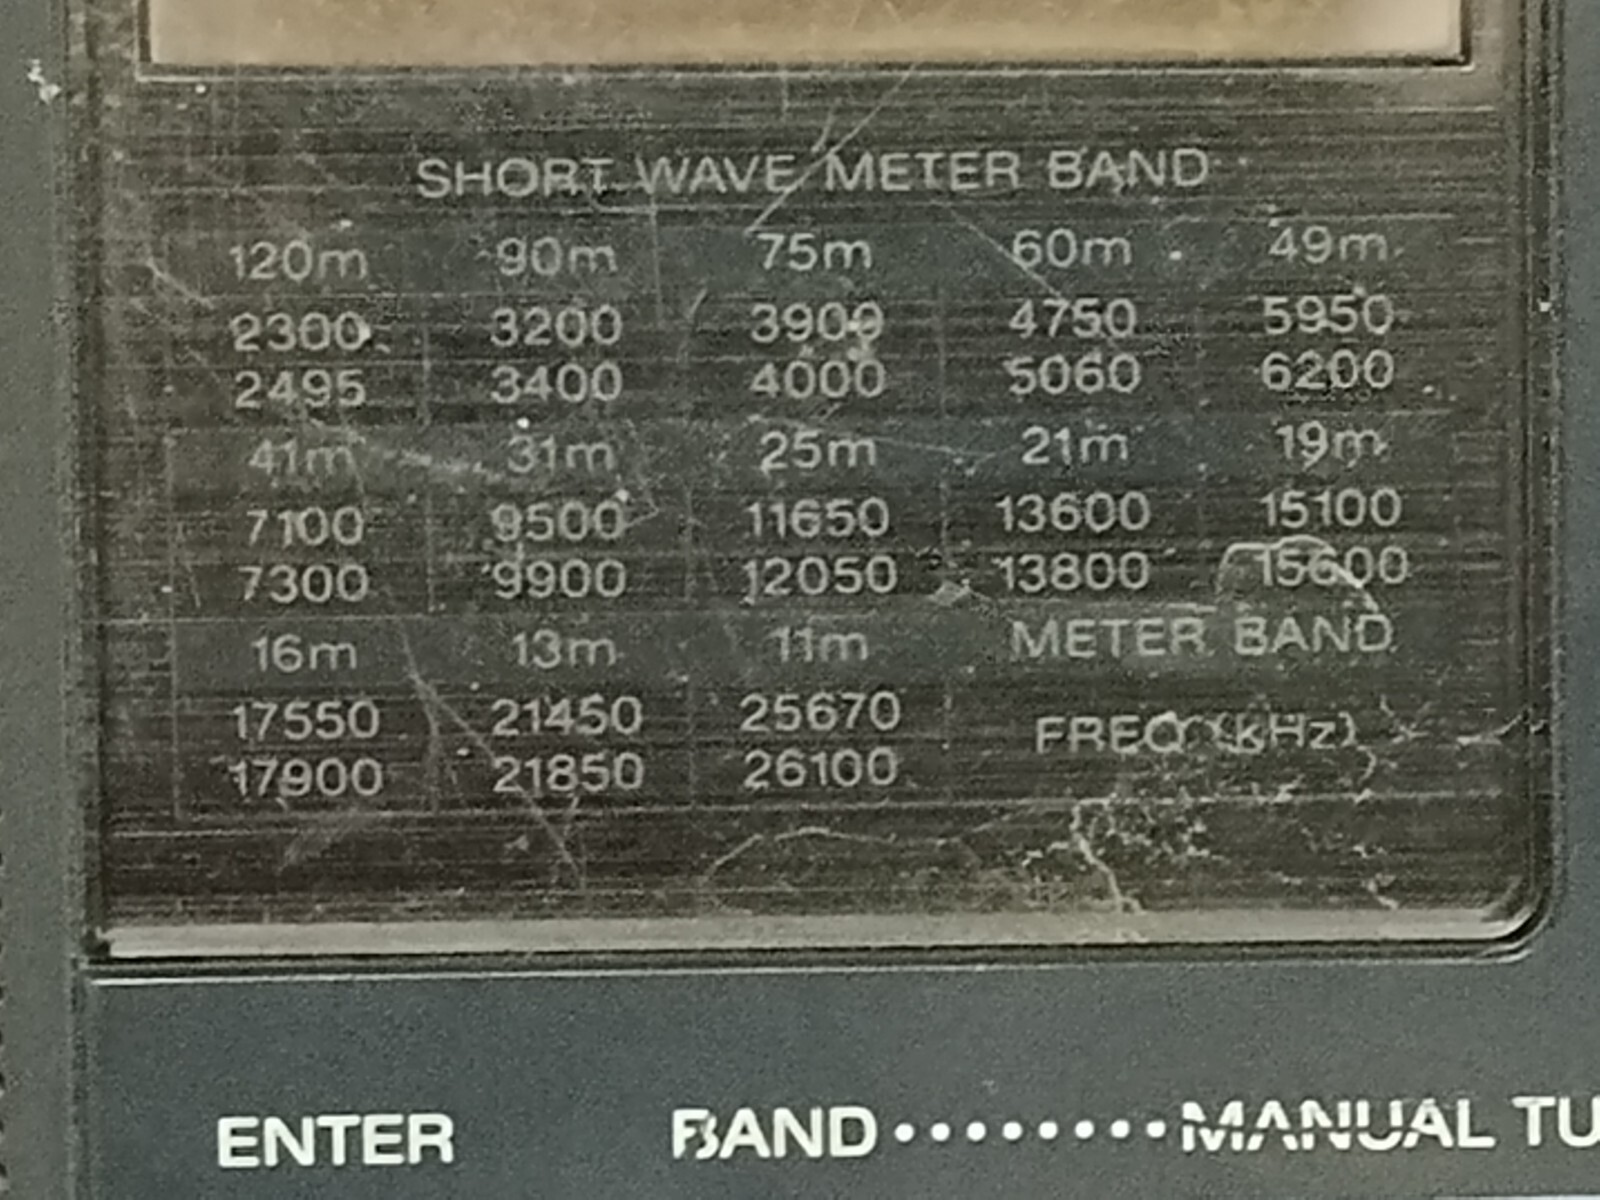 SHORT WAVE METER BAND
120m 90m 75m 60m 49m
2300 3200 3900 4750 5950
2495 3400 4000 5060 6200
41m 31m 25m 21m 19m
7100 9500 11650 13600 15100
7300 9900 12050 13800 15600
16m 13m 11m METER BAND
17550 21450 25670 FREQ (kHz)
17900 21850 26100
ENTER BAND ········ MANUAL TU